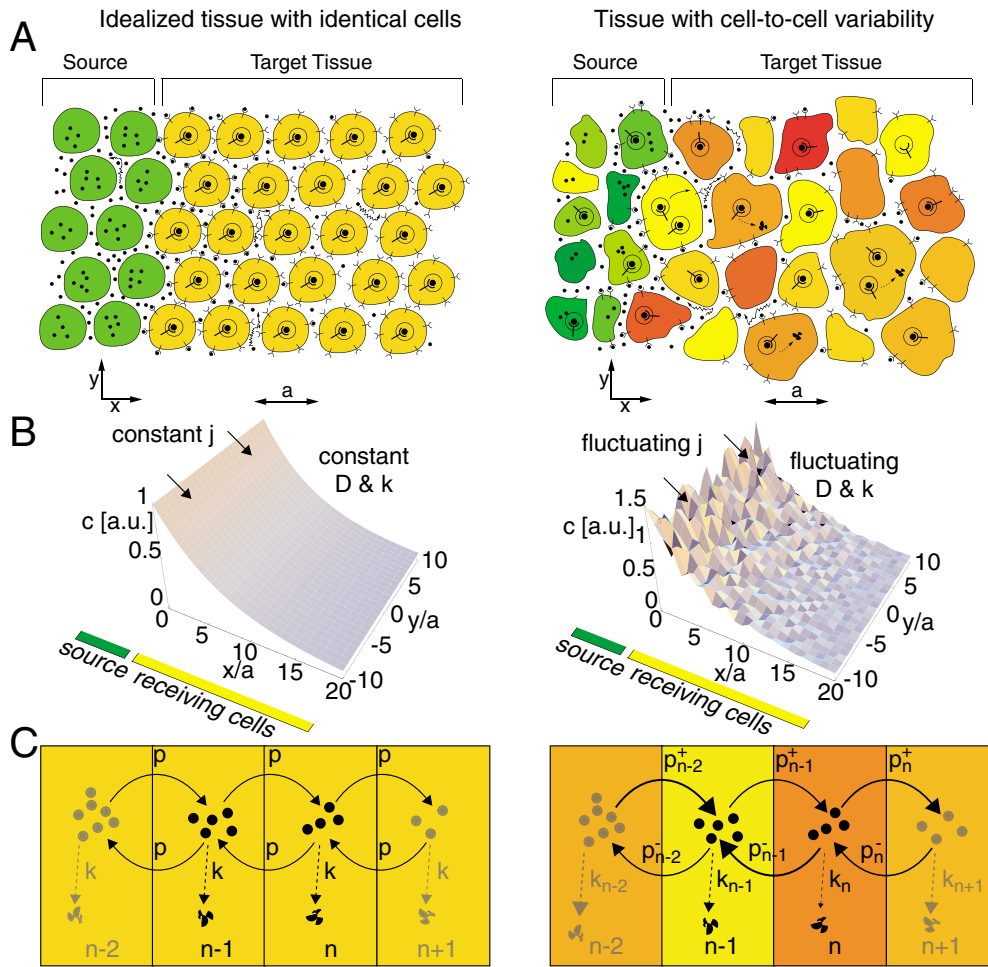 Idealized tissue with identical cells
Tissue with cell-to-cell variability
A
Source
Target Tissue
Source
Target Tissue
y
x
a
y
x
a
B
constant j
constant
D & k
1
c [a.u.]
0.5
0
0
5
10
15
20
x/a
10
5
0
y/a
-5
-10
source
receiving cells
fluctuating j
fluctuating
D & k
1.5
c [a.u.]
1
0.5
0
0
5
10
15
20
x/a
10
5
0
y/a
-5
-10
source
receiving cells
C
p
p
p
p
p
p
k
k
k
k
n-2
n-1
n
n+1
p⁺n-2
p⁺n-1
p⁺n
p⁻n-2
p⁻n-1
p⁻n
kn-2
kn-1
kn
kn+1
n-2
n-1
n
n+1